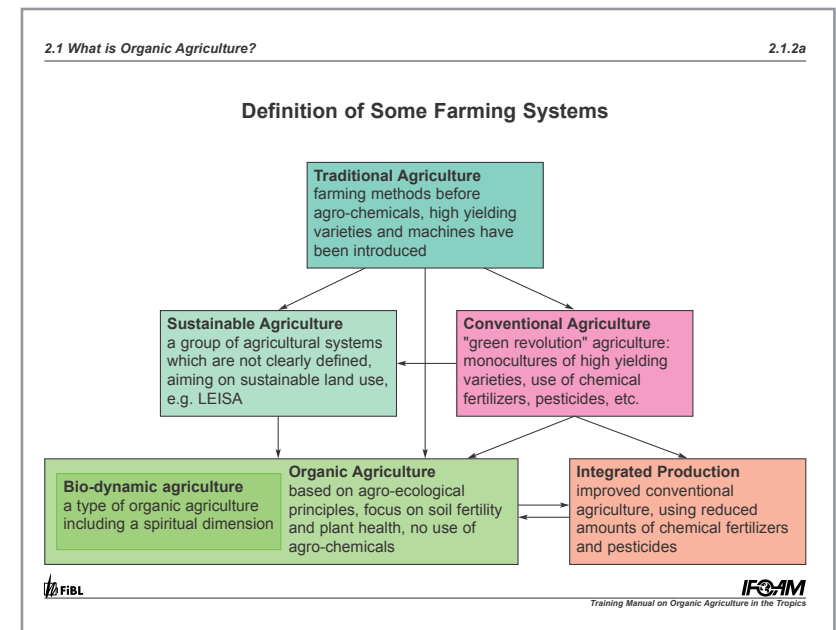 2.1 What is Organic Agriculture?
2.1.2a
Definition of Some Farming Systems
Traditional Agriculture
farming methods before
agro-chemicals, high yielding
varieties and machines have
been introduced
Sustainable Agriculture
a group of agricultural systems
which are not clearly defined,
aiming on sustainable land use,
e.g. LEISA
Conventional Agriculture
"green revolution" agriculture:
monocultures of high yielding
varieties, use of chemical
fertilizers, pesticides, etc.
Bio-dynamic agriculture
a type of organic agriculture
including a spiritual dimension
Organic Agriculture
based on agro-ecological
principles, focus on soil fertility
and plant health, no use of
agro-chemicals
Integrated Production
improved conventional
agriculture, using reduced
amounts of chemical fertilizers
and pesticides
FiBL
IFOAM
Training Manual on Organic Agriculture in the Tropics